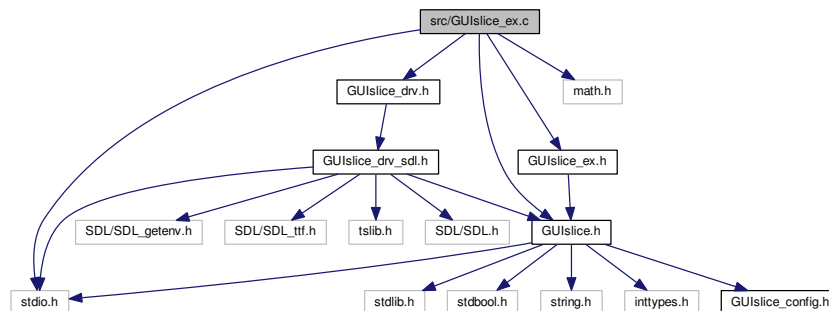 src/GUIslice_ex.c
GUIslice_drv.h
math.h
GUIslice_drv_sdl.h
GUIslice_ex.h
SDL/SDL_getenv.h
SDL/SDL_ttf.h
tslib.h
SDL/SDL.h
GUIslice.h
stdio.h
stdlib.h
stdbool.h
string.h
inttypes.h
GUIslice_config.h